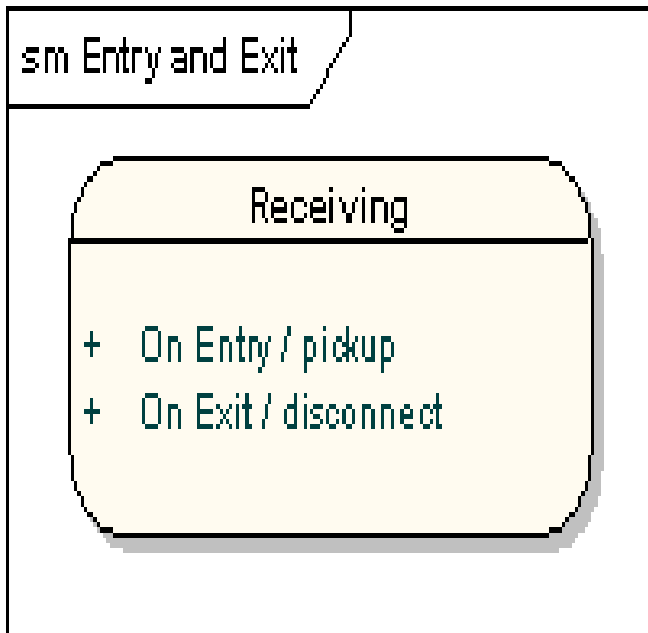 sm Entry and Exit
Receiving
+ On Entry / pickup
+ On Exit / disconnect